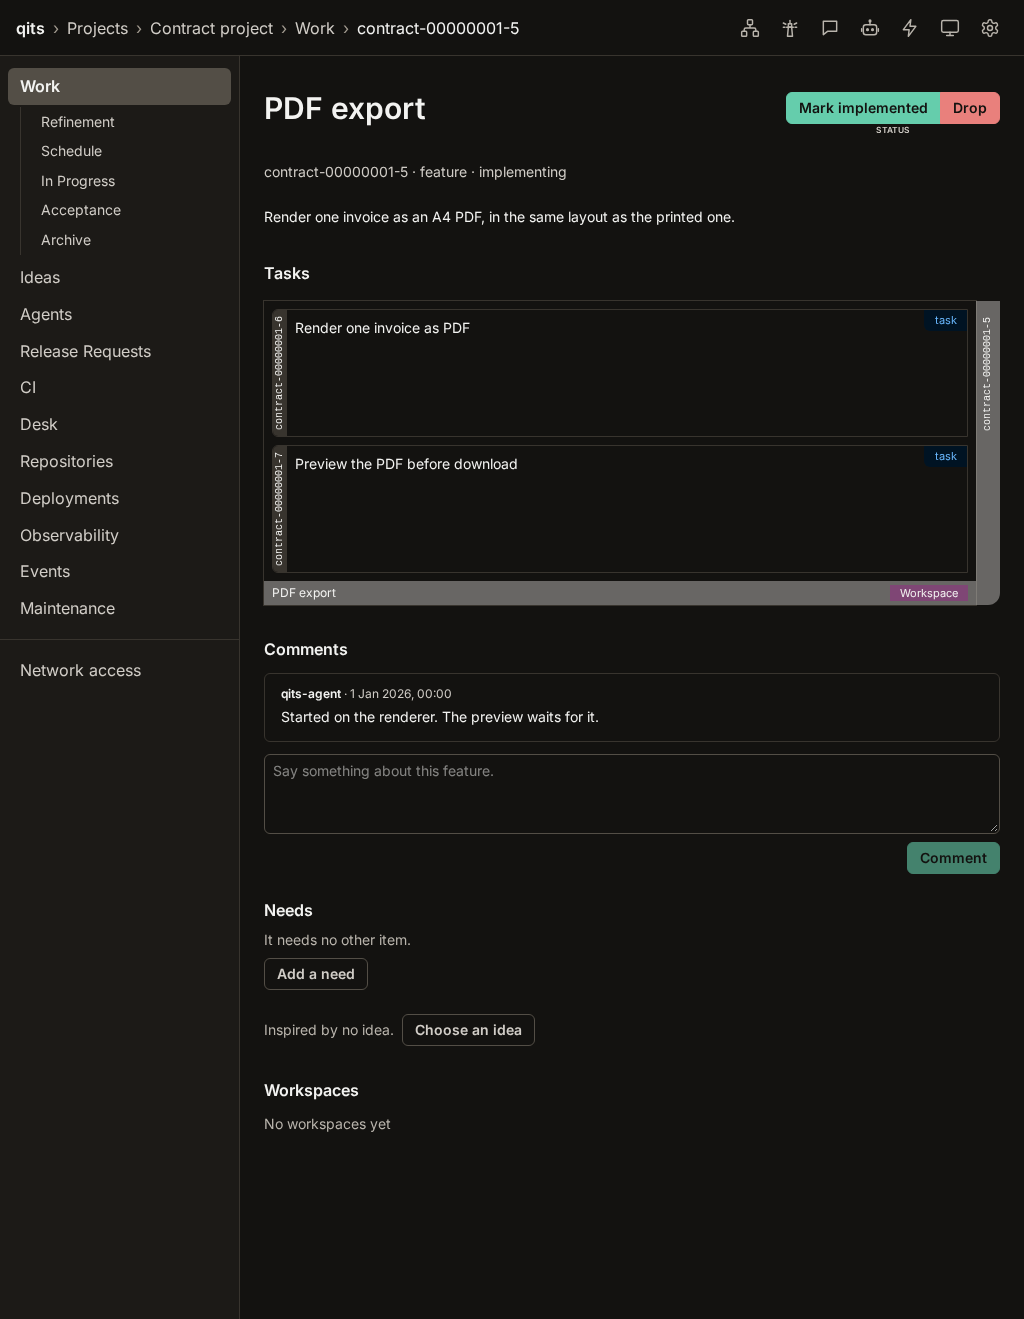 qits › Projects › Contract project › Work › contract-00000001-5
Work
Refinement
Schedule
In Progress
Acceptance
Archive
Ideas
Agents
Release Requests
CI
Desk
Repositories
Deployments
Observability
Events
Maintenance
Network access
PDF export
Mark implemented
Drop
STATUS
contract-00000001-5 · feature · implementing
Render one invoice as an A4 PDF, in the same layout as the printed one.
Tasks
contract-00000001-6
Render one invoice as PDF
task
contract-00000001-5
contract-00000001-7
Preview the PDF before download
task
PDF export
Workspace
Comments
qits-agent · 1 Jan 2026, 00:00
Started on the renderer. The preview waits for it.
Say something about this feature.
Comment
Needs
It needs no other item.
Add a need
Inspired by no idea.
Choose an idea
Workspaces
No workspaces yet